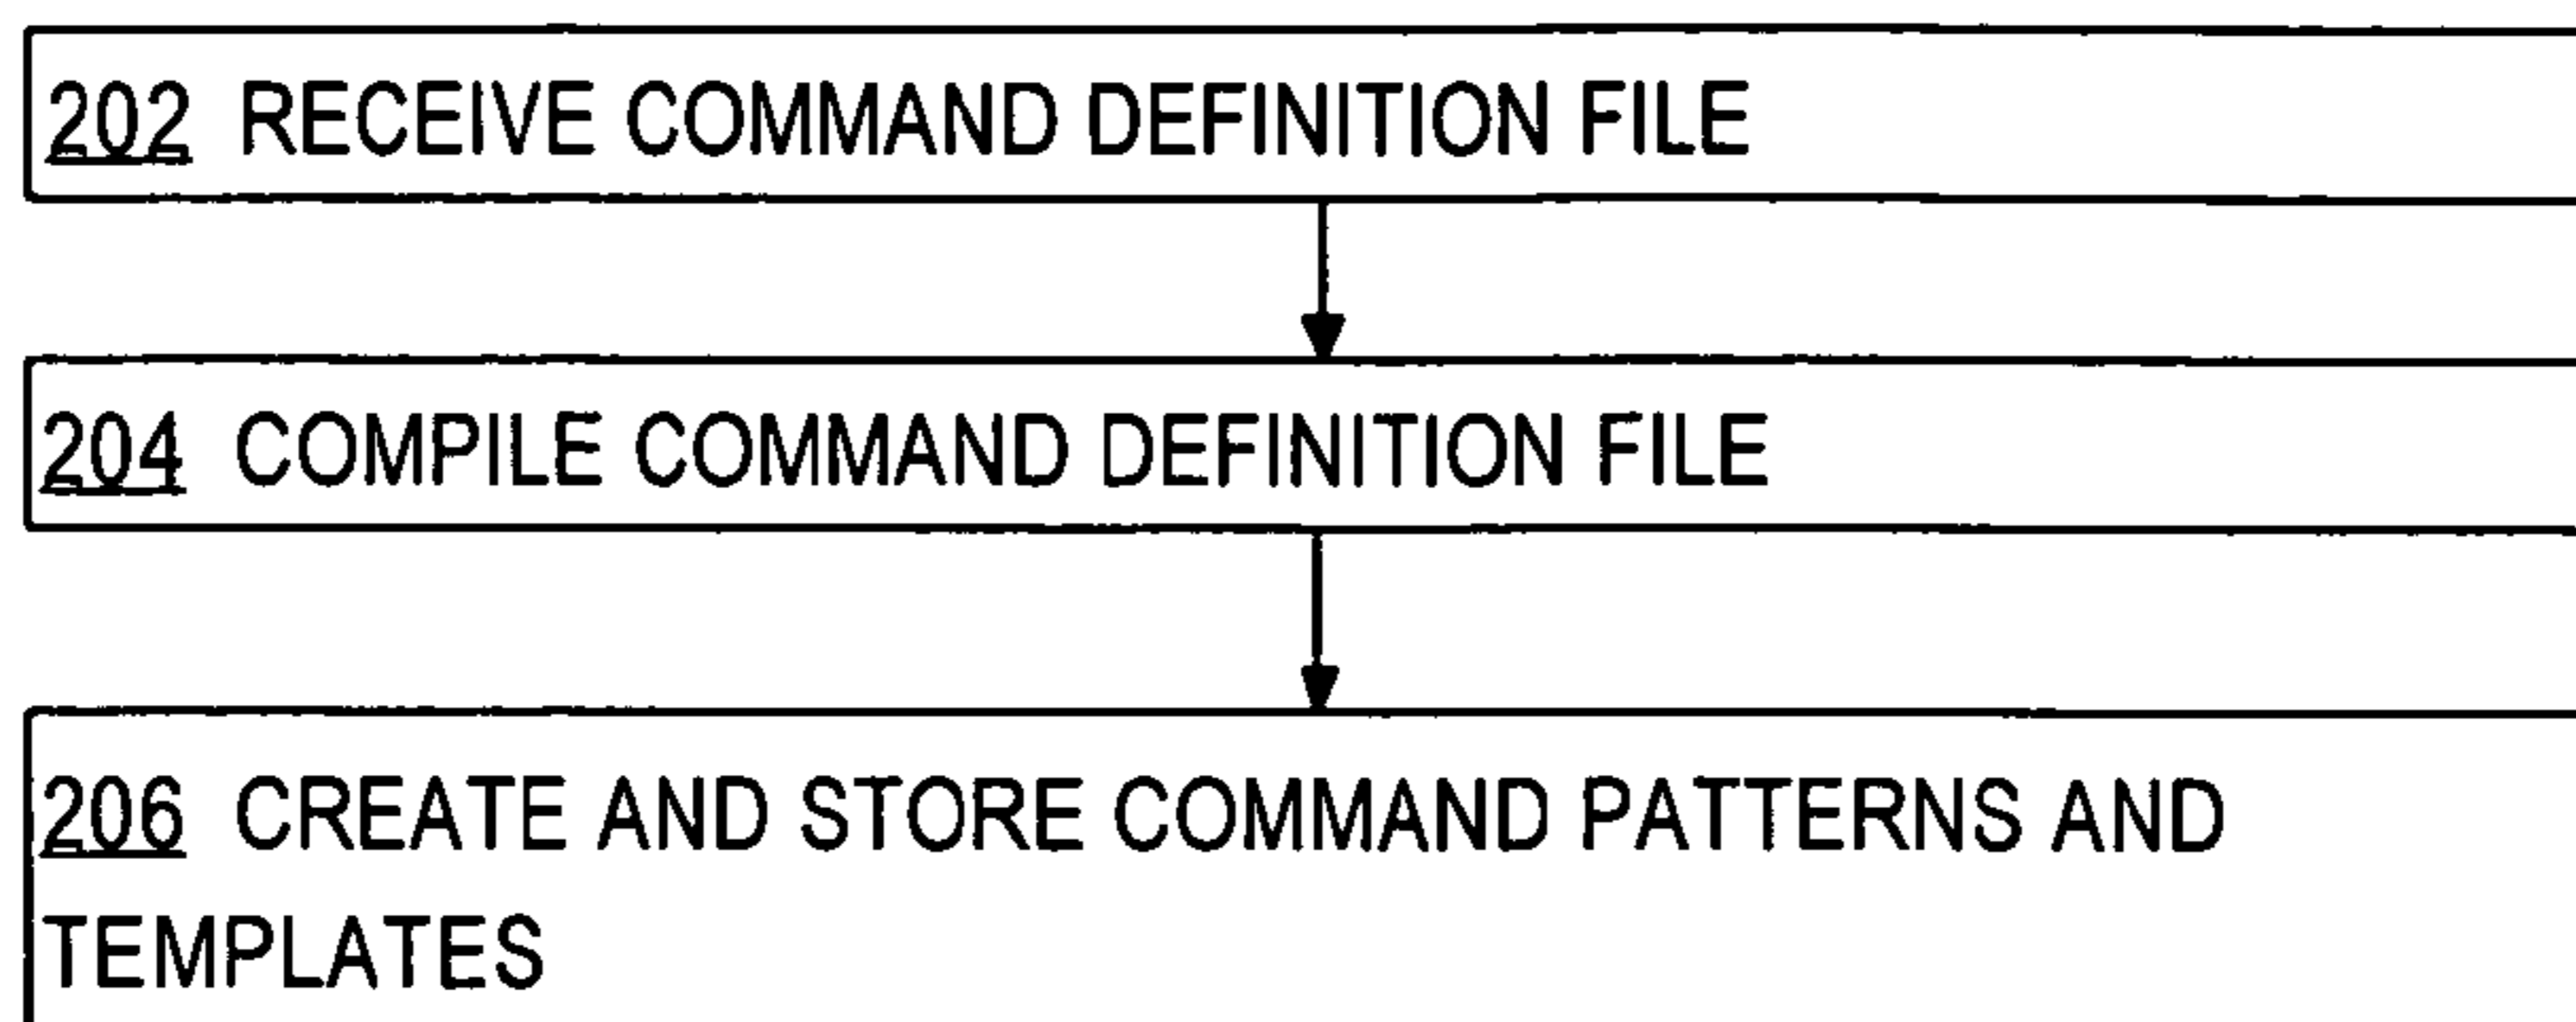 202 RECEIVE COMMAND DEFINITION FILE
204 COMPILE COMMAND DEFINITION FILE
206 CREATE AND STORE COMMAND PATTERNS AND
TEMPLATES